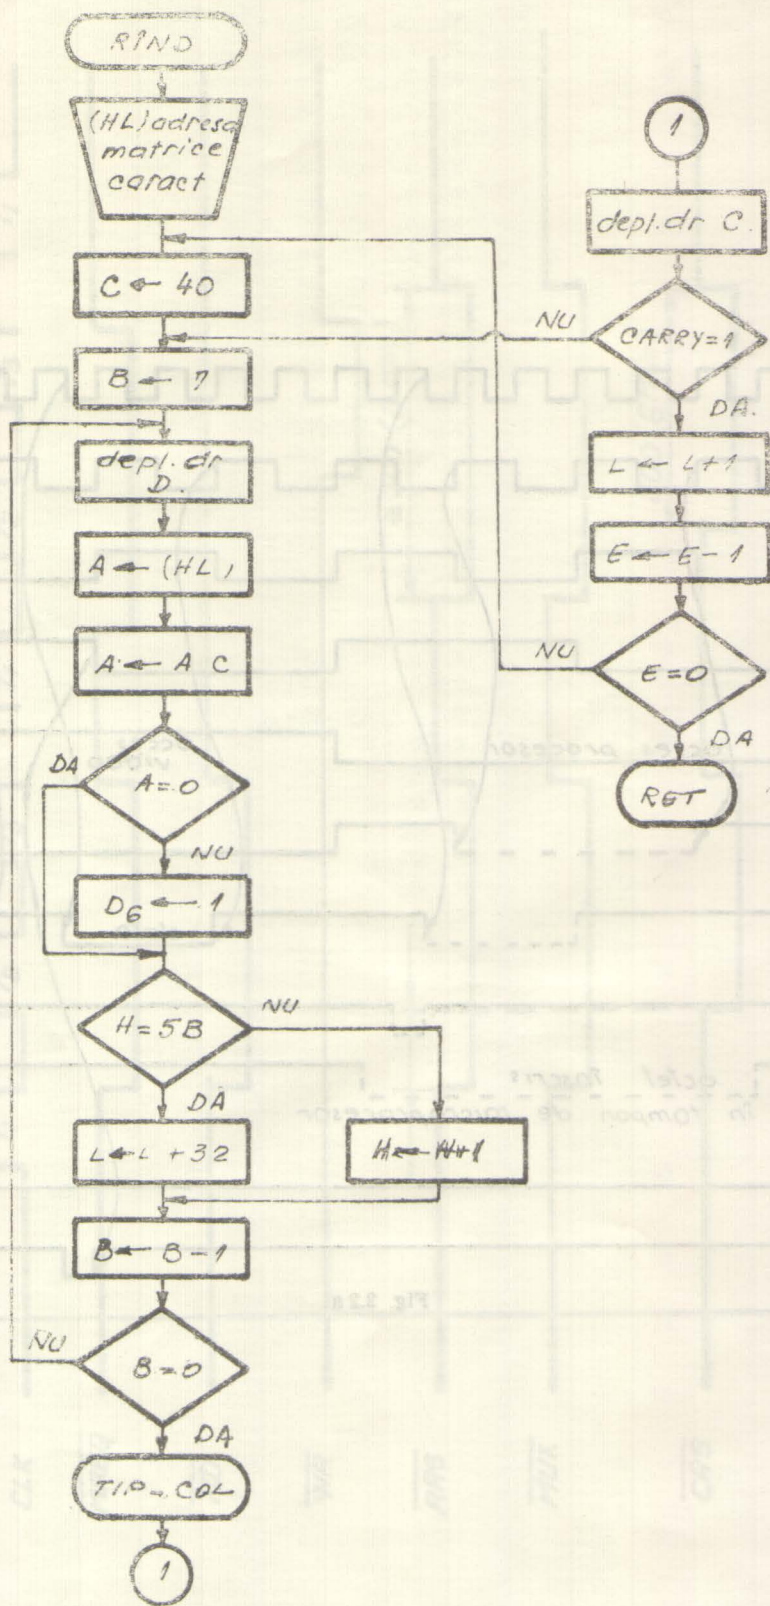 RIND
(HL) adresa
matrice
caract
C ← 40
B ← 7
depl. dr
D.
A ← (HL)
A ← A C
A=0
DA
NU
D6 ← 1
H=5B
NU
DA
L ← L +32
H ← H+1
B ← B-1
B=0
NU
DA
TIP-COL
1
1
depl. dr C.
CARRY=1
NU
DA.
L ← L+1
E ← E-1
E=0
NU
DA
RET